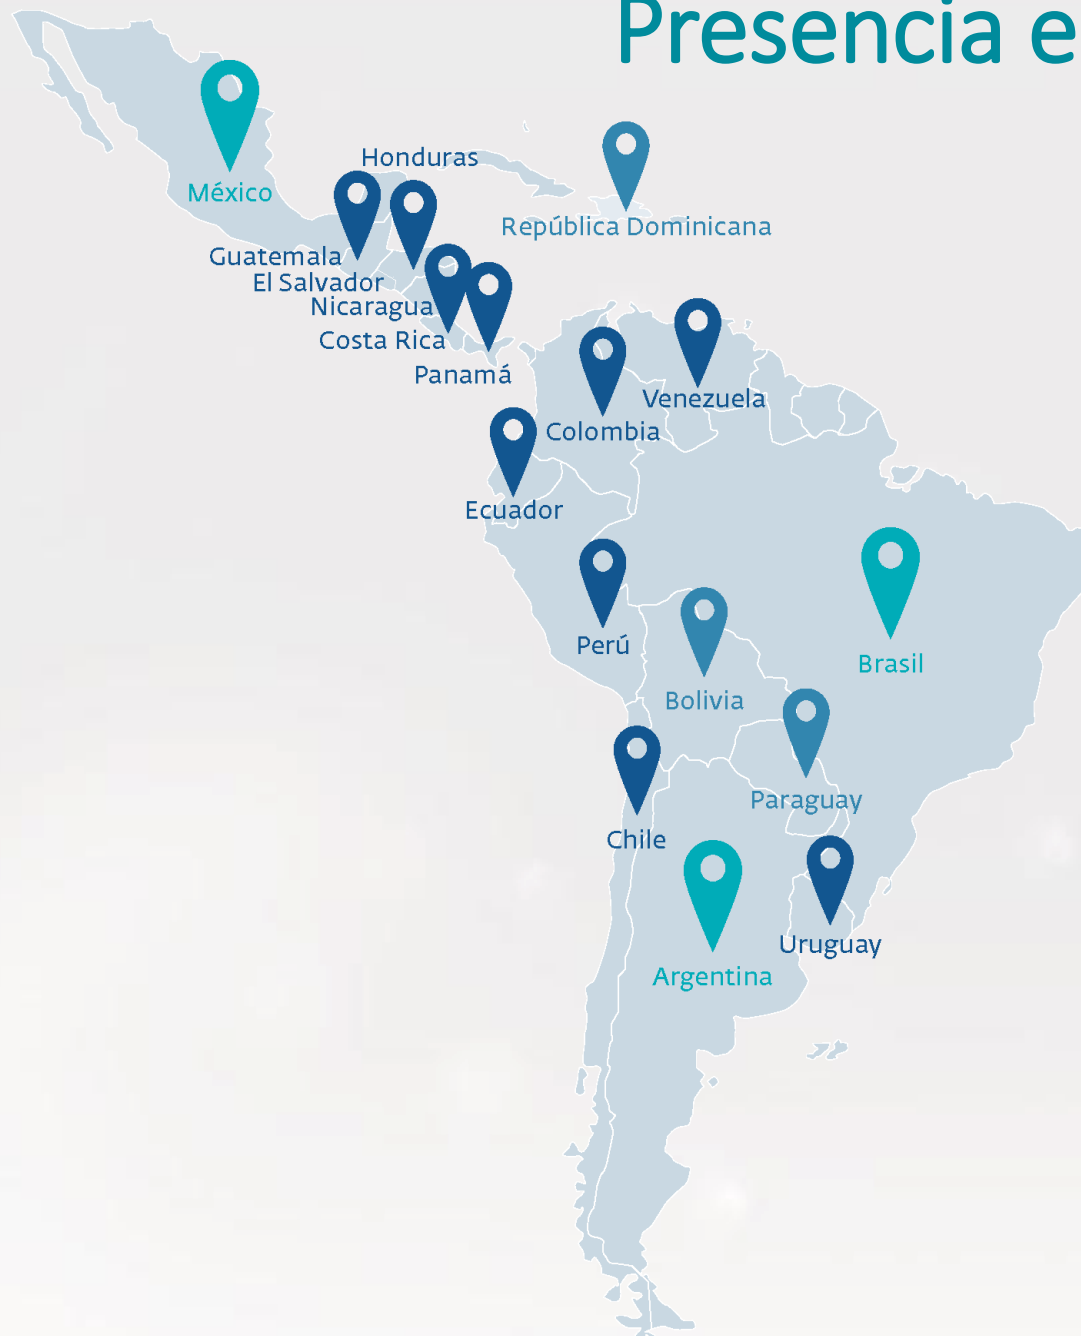 Presencia e
Honduras
México
República Dominicana
Guatemala
El Salvador
Nicaragua
Costa Rica
Panamá
Venezuela
Colombia
Ecuador
Perú
Brasil
Bolivia
Paraguay
Chile
Uruguay
Argentina